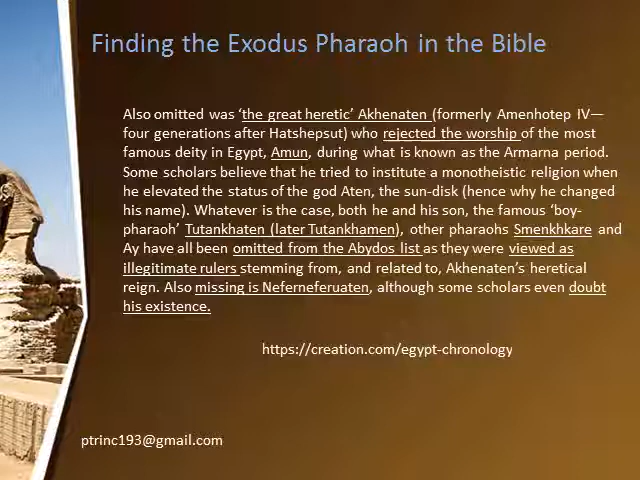 Finding the Exodus Pharaoh in the Bible
Also omitted was ‘the great heretic’ Akhenaten (formerly Amenhotep IV—
four generations after Hatshepsut) who rejected the worship of the most
famous deity in Egypt, Amun, during what is known as the Armarna period.
Some scholars believe that he tried to institute a monotheistic religion when
he elevated the status of the god Aten, the sun-disk (hence why he changed
his name). Whatever is the case, both he and his son, the famous ‘boy-
pharaoh’ Tutankhaten (later Tutankhamen), other pharaohs Smenkhkare and
Ay have all been omitted from the Abydos list as they were viewed as
illegitimate rulers stemming from, and related to, Akhenaten’s heretical
reign. Also missing is Neferneferuaten, although some scholars even doubt
his existence.
https://creation.com/egypt-chronology
ptrinc193@gmail.com